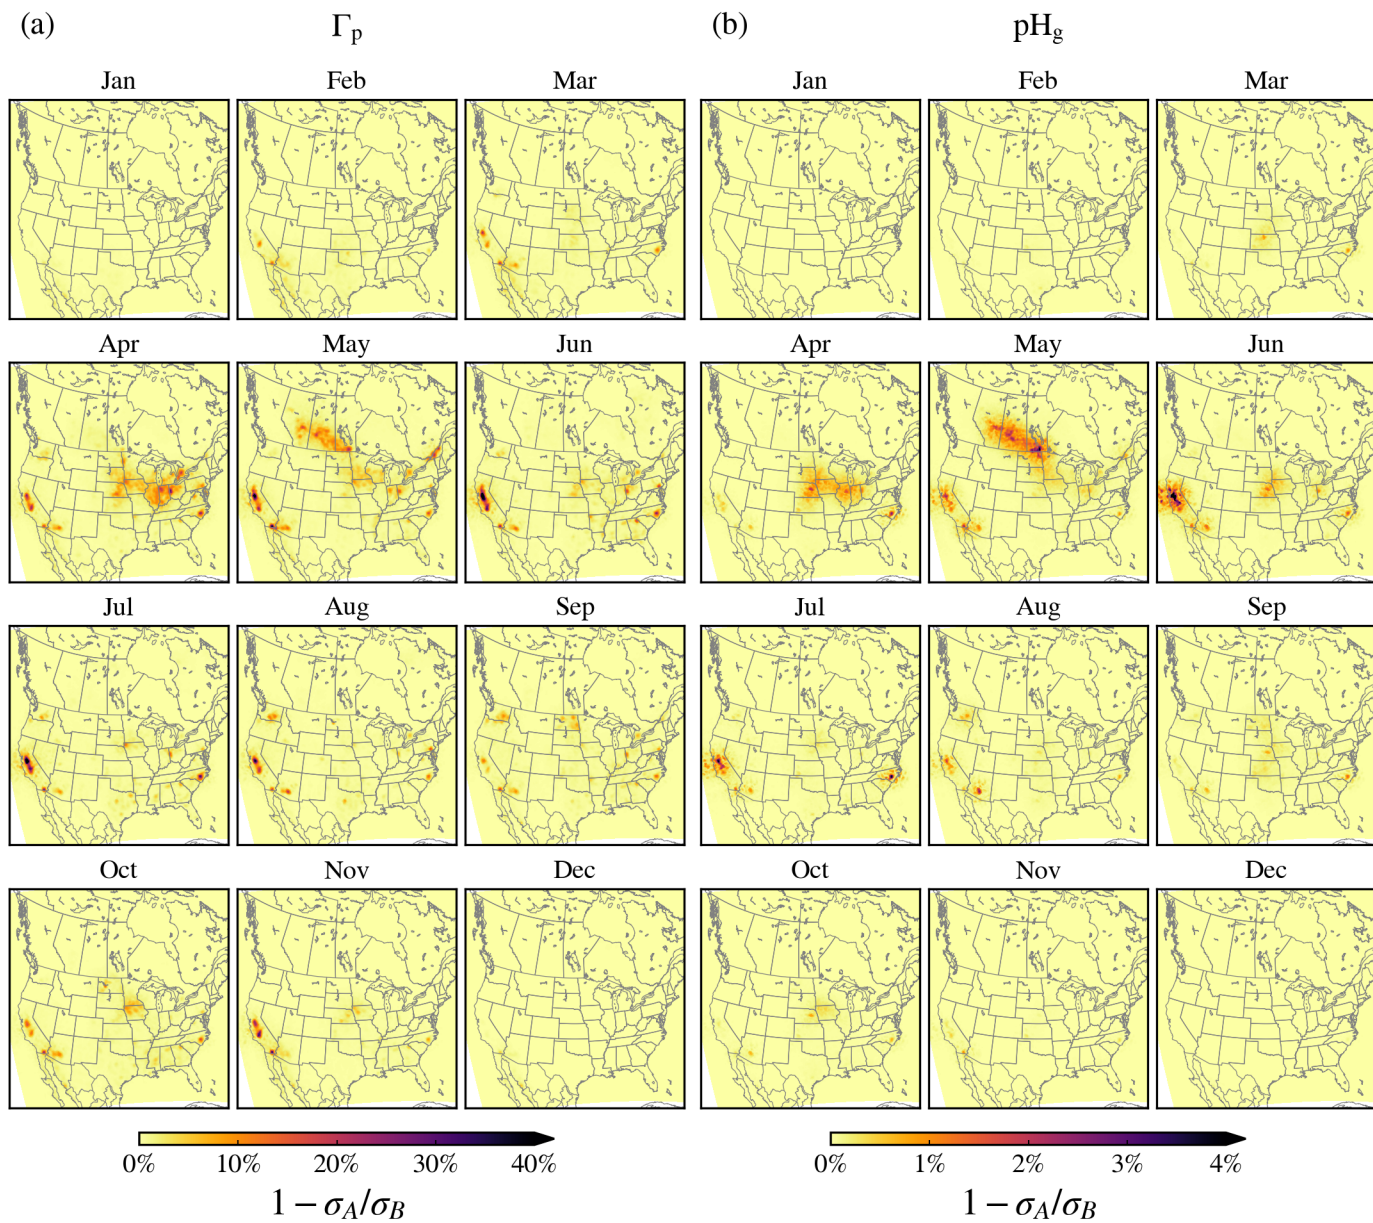 (a) Γp (b) pHg
Jan Feb Mar Jan Feb Mar
Apr May Jun Apr May Jun
Jul Aug Sep Jul Aug Sep
Oct Nov Dec Oct Nov Dec
0% 10% 20% 30% 40% 0% 1% 2% 3% 4%
1 − σA/σB 1 − σA/σB